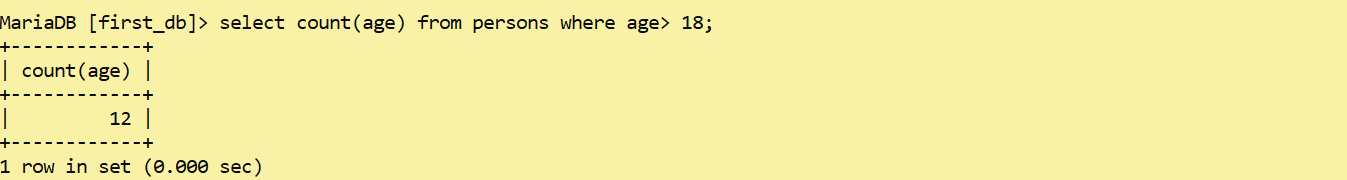 MariaDB [first_db]> select count(age) from persons where age> 18;
+------------+
| count(age) |
+------------+
|         12 |
+------------+
1 row in set (0.000 sec)